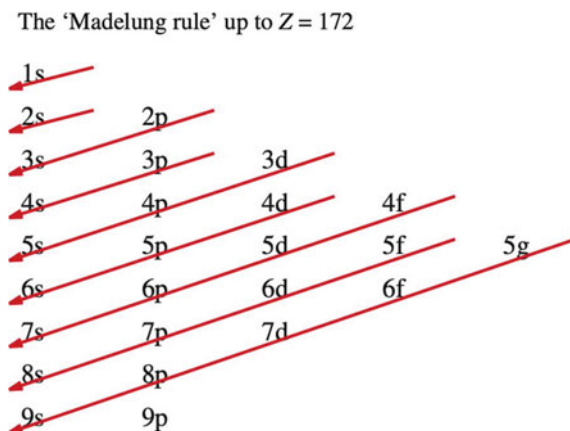 The ‘Madelung rule’ up to Z = 172
1s
2s 2p
3s 3p 3d
4s 4p 4d 4f
5s 5p 5d 5f 5g
6s 6p 6d 6f
7s 7p 7d
8s 8p
9s 9p